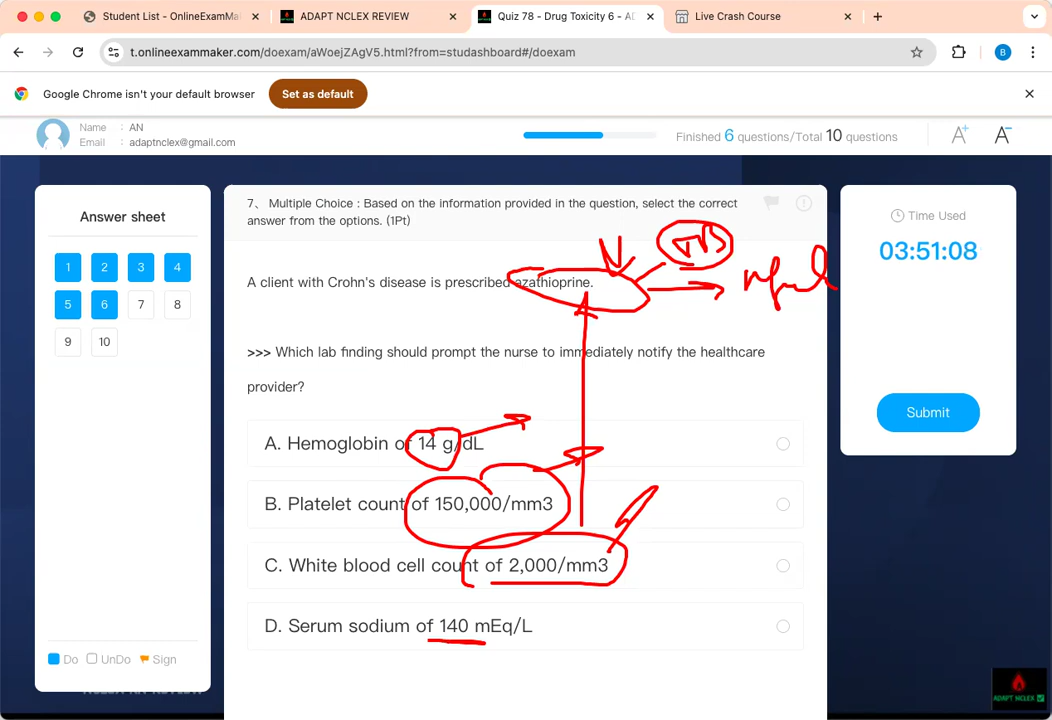 Student List - OnlineExamMa
ADAPT NCLEX REVIEW
Quiz 78 - Drug Toxicity 6 - AD
Live Crash Course
t.onlineexammaker.com/doexam/aWoejZAgV5.html?from=studashboard#/doexam
B
Google Chrome isn't your default browser
Set as default
Name : AN
Email : adaptnclex@gmail.com
Finished 6 questions/Total 10 questions
A+
A-
Answer sheet
1 2 3 4
5 6 7 8
9 10
Do UnDo Sign
7、 Multiple Choice : Based on the information provided in the question, select the correct
answer from the options. (1Pt)
A client with Crohn's disease is prescribed azathioprine.
>>> Which lab finding should prompt the nurse to immediately notify the healthcare
provider?
A. Hemoglobin of 14 g/dL
B. Platelet count of 150,000/mm3
C. White blood cell count of 2,000/mm3
D. Serum sodium of 140 mEq/L
Time Used
03:51:08
Submit
ADAPT NCLEX